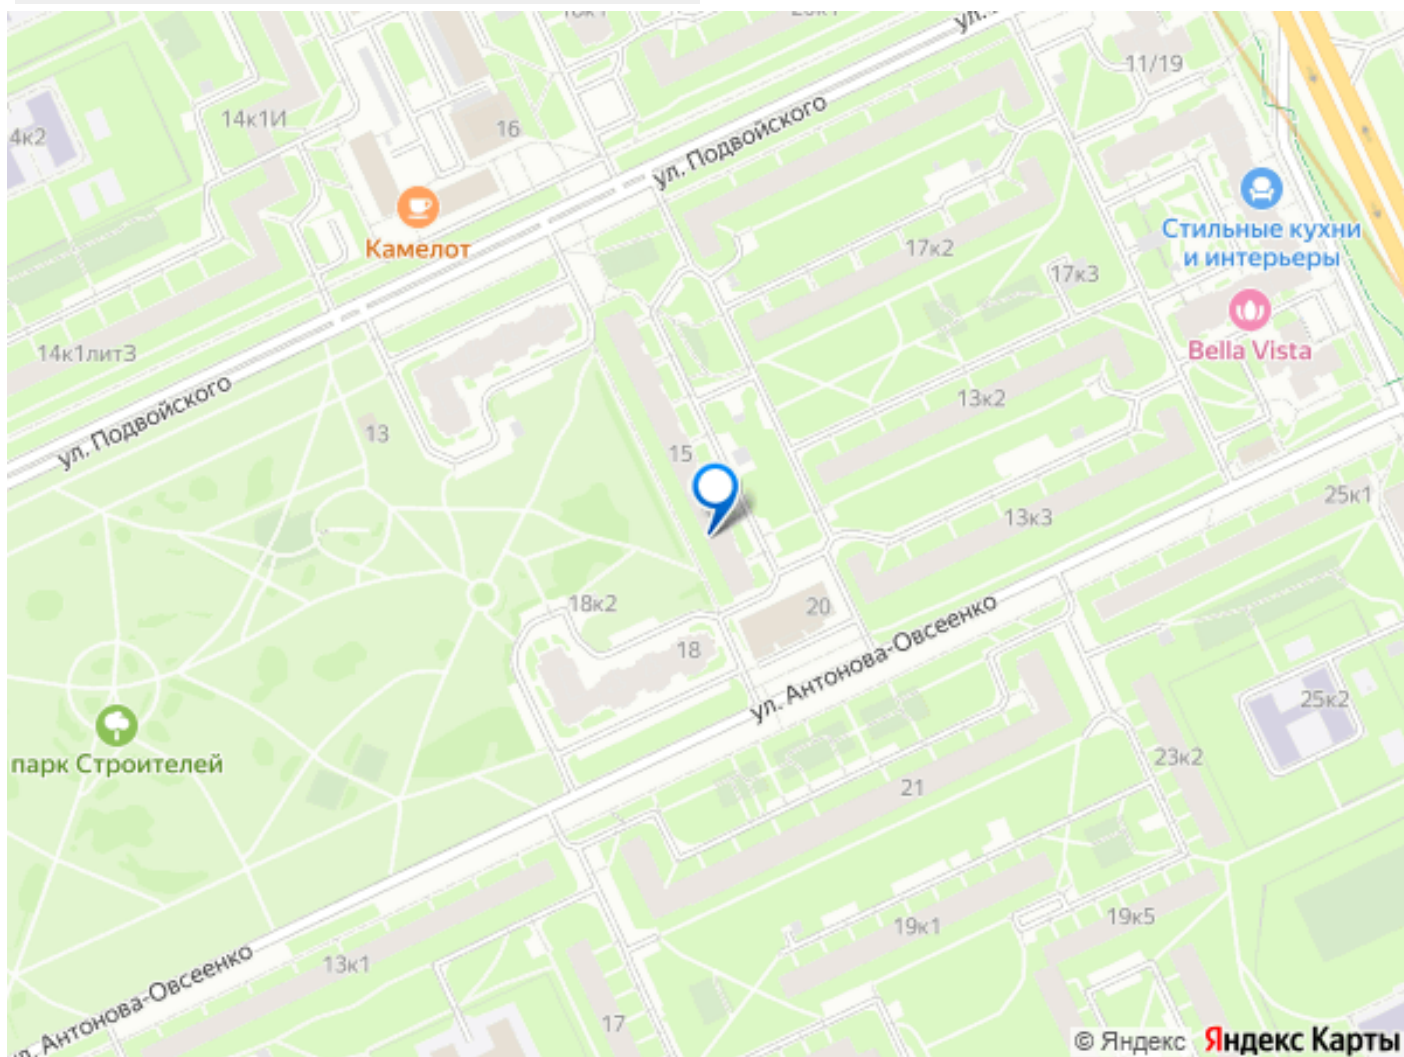 11/19
14к1И
16
4к2
ул. Подвойского
Камелот
Стильные кухни
и интерьеры
17к2
17к3
14к1литЗ
Bella Vista
ул. Подвойского
13
13к2
15
25к1
13к3
18к2
20
18
ул. Антонова-Овсеенко
25к2
парк Строителей
23к2
21
19к5
19к1
13к1
ул. Антонова-Овсеенко
17
© Яндекс Яндекс Карты